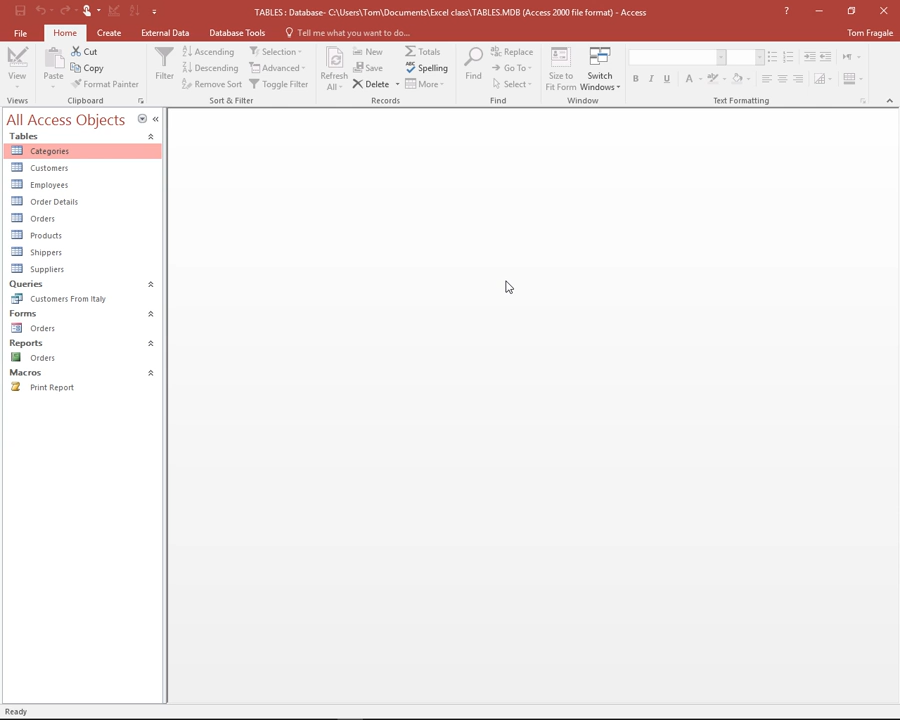 TABLES : Database- C:\Users\Tom\Documents\Excel class\TABLES.MDB (Access 2000 file format) - Access
?
File Home Create External Data Database Tools Tell me what you want to do... Tom Fragale
View
Views
Paste
Cut
Copy
Format Painter
Clipboard
Filter
Ascending
Descending
Remove Sort
Selection
Advanced
Toggle Filter
Sort & Filter
Refresh
All
New
Save
Delete
Totals
Spelling
More
Records
Find
Replace
Go To
Select
Find
Size to
Fit Form
Switch
Windows
Window
B I U A
Text Formatting
All Access Objects
Tables
Categories
Customers
Employees
Order Details
Orders
Products
Shippers
Suppliers
Queries
Customers From Italy
Forms
Orders
Reports
Orders
Macros
Print Report
Ready